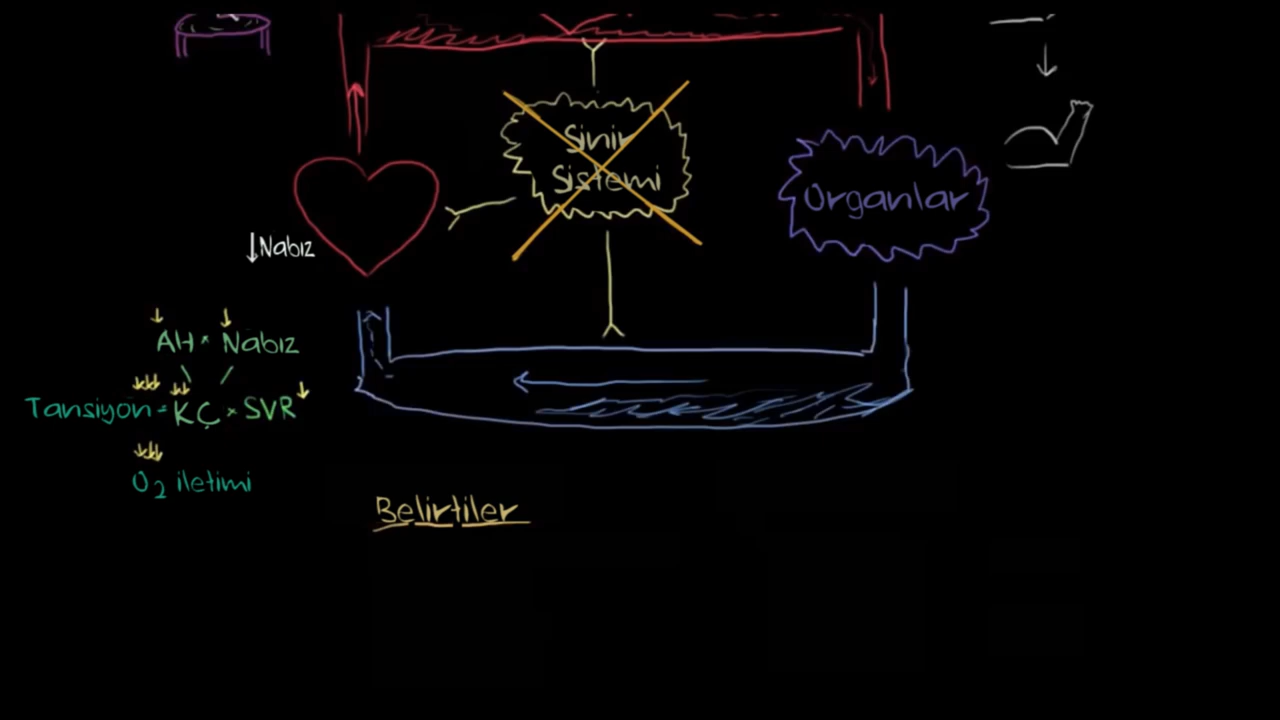 Sinir
Sistemi
Organlar
↓Nabız
AH × Nabız
Tansiyon = KÇ × SVR
O₂ iletimi
Belirtiler